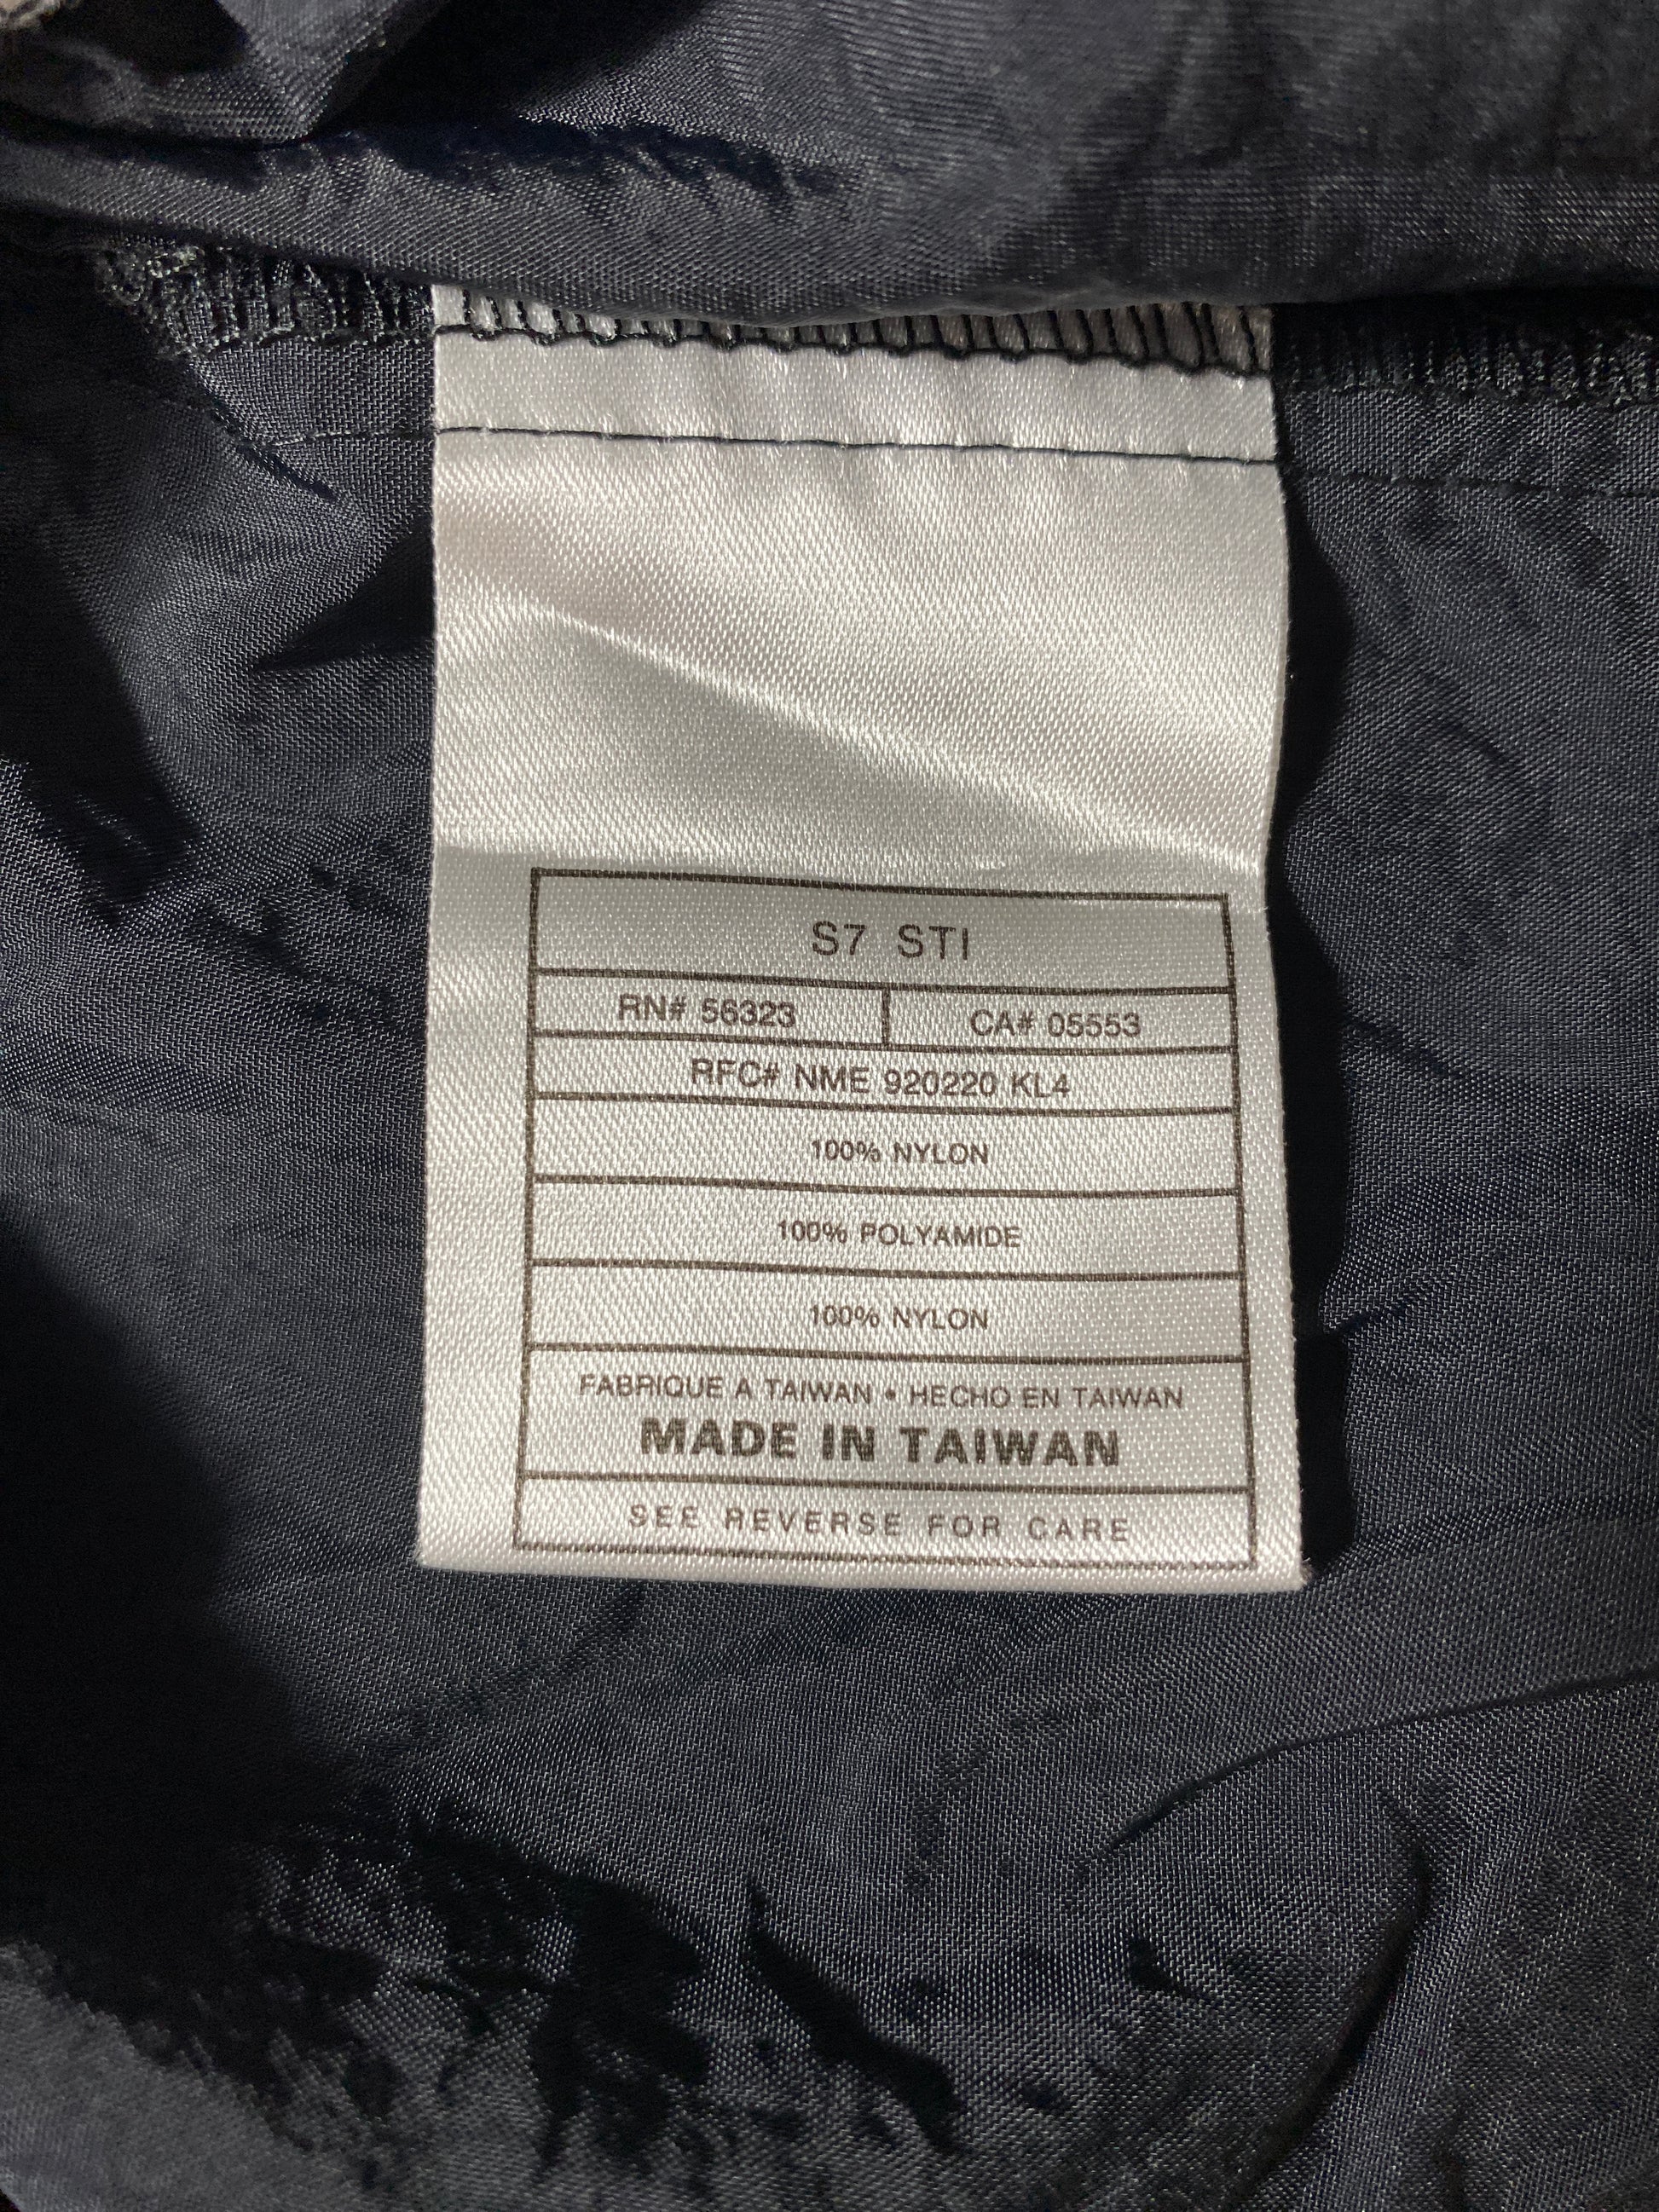 S7 STI
RN# 56323 CA# 05553
RFC# NME 920220 KL4
100% NYLON
100% POLYAMIDE
100% NYLON
FABRIQUE A TAIWAN • HECHO EN TAIWAN
MADE IN TAIWAN
SEE REVERSE FOR CARE